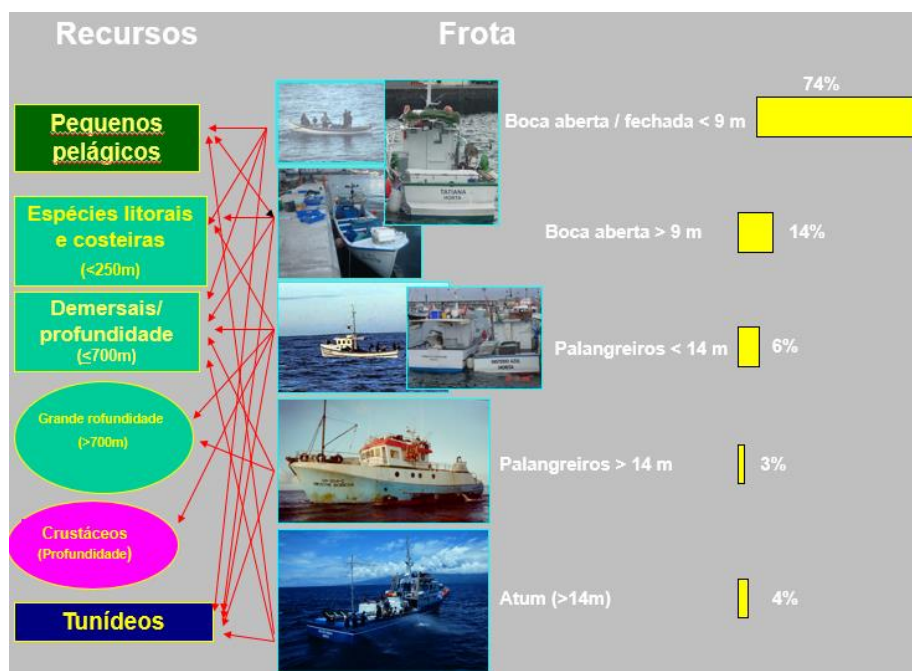 Recursos
Frota
74%
Pequenos
pelágicos
Boca aberta / fechada < 9 m
TATIANA
HORTA
Espécies litorais
e costeiras
(<250m)
Boca aberta > 9 m
14%
Demersais/
profundidade
(≤700m)
Palangreiros < 14 m
6%
HORTA
Grande rofundidade
(>700m)
Palangreiros > 14 m
3%
Crustáceos
(Profundidade)
Tunídeos
Atum (>14m)
4%